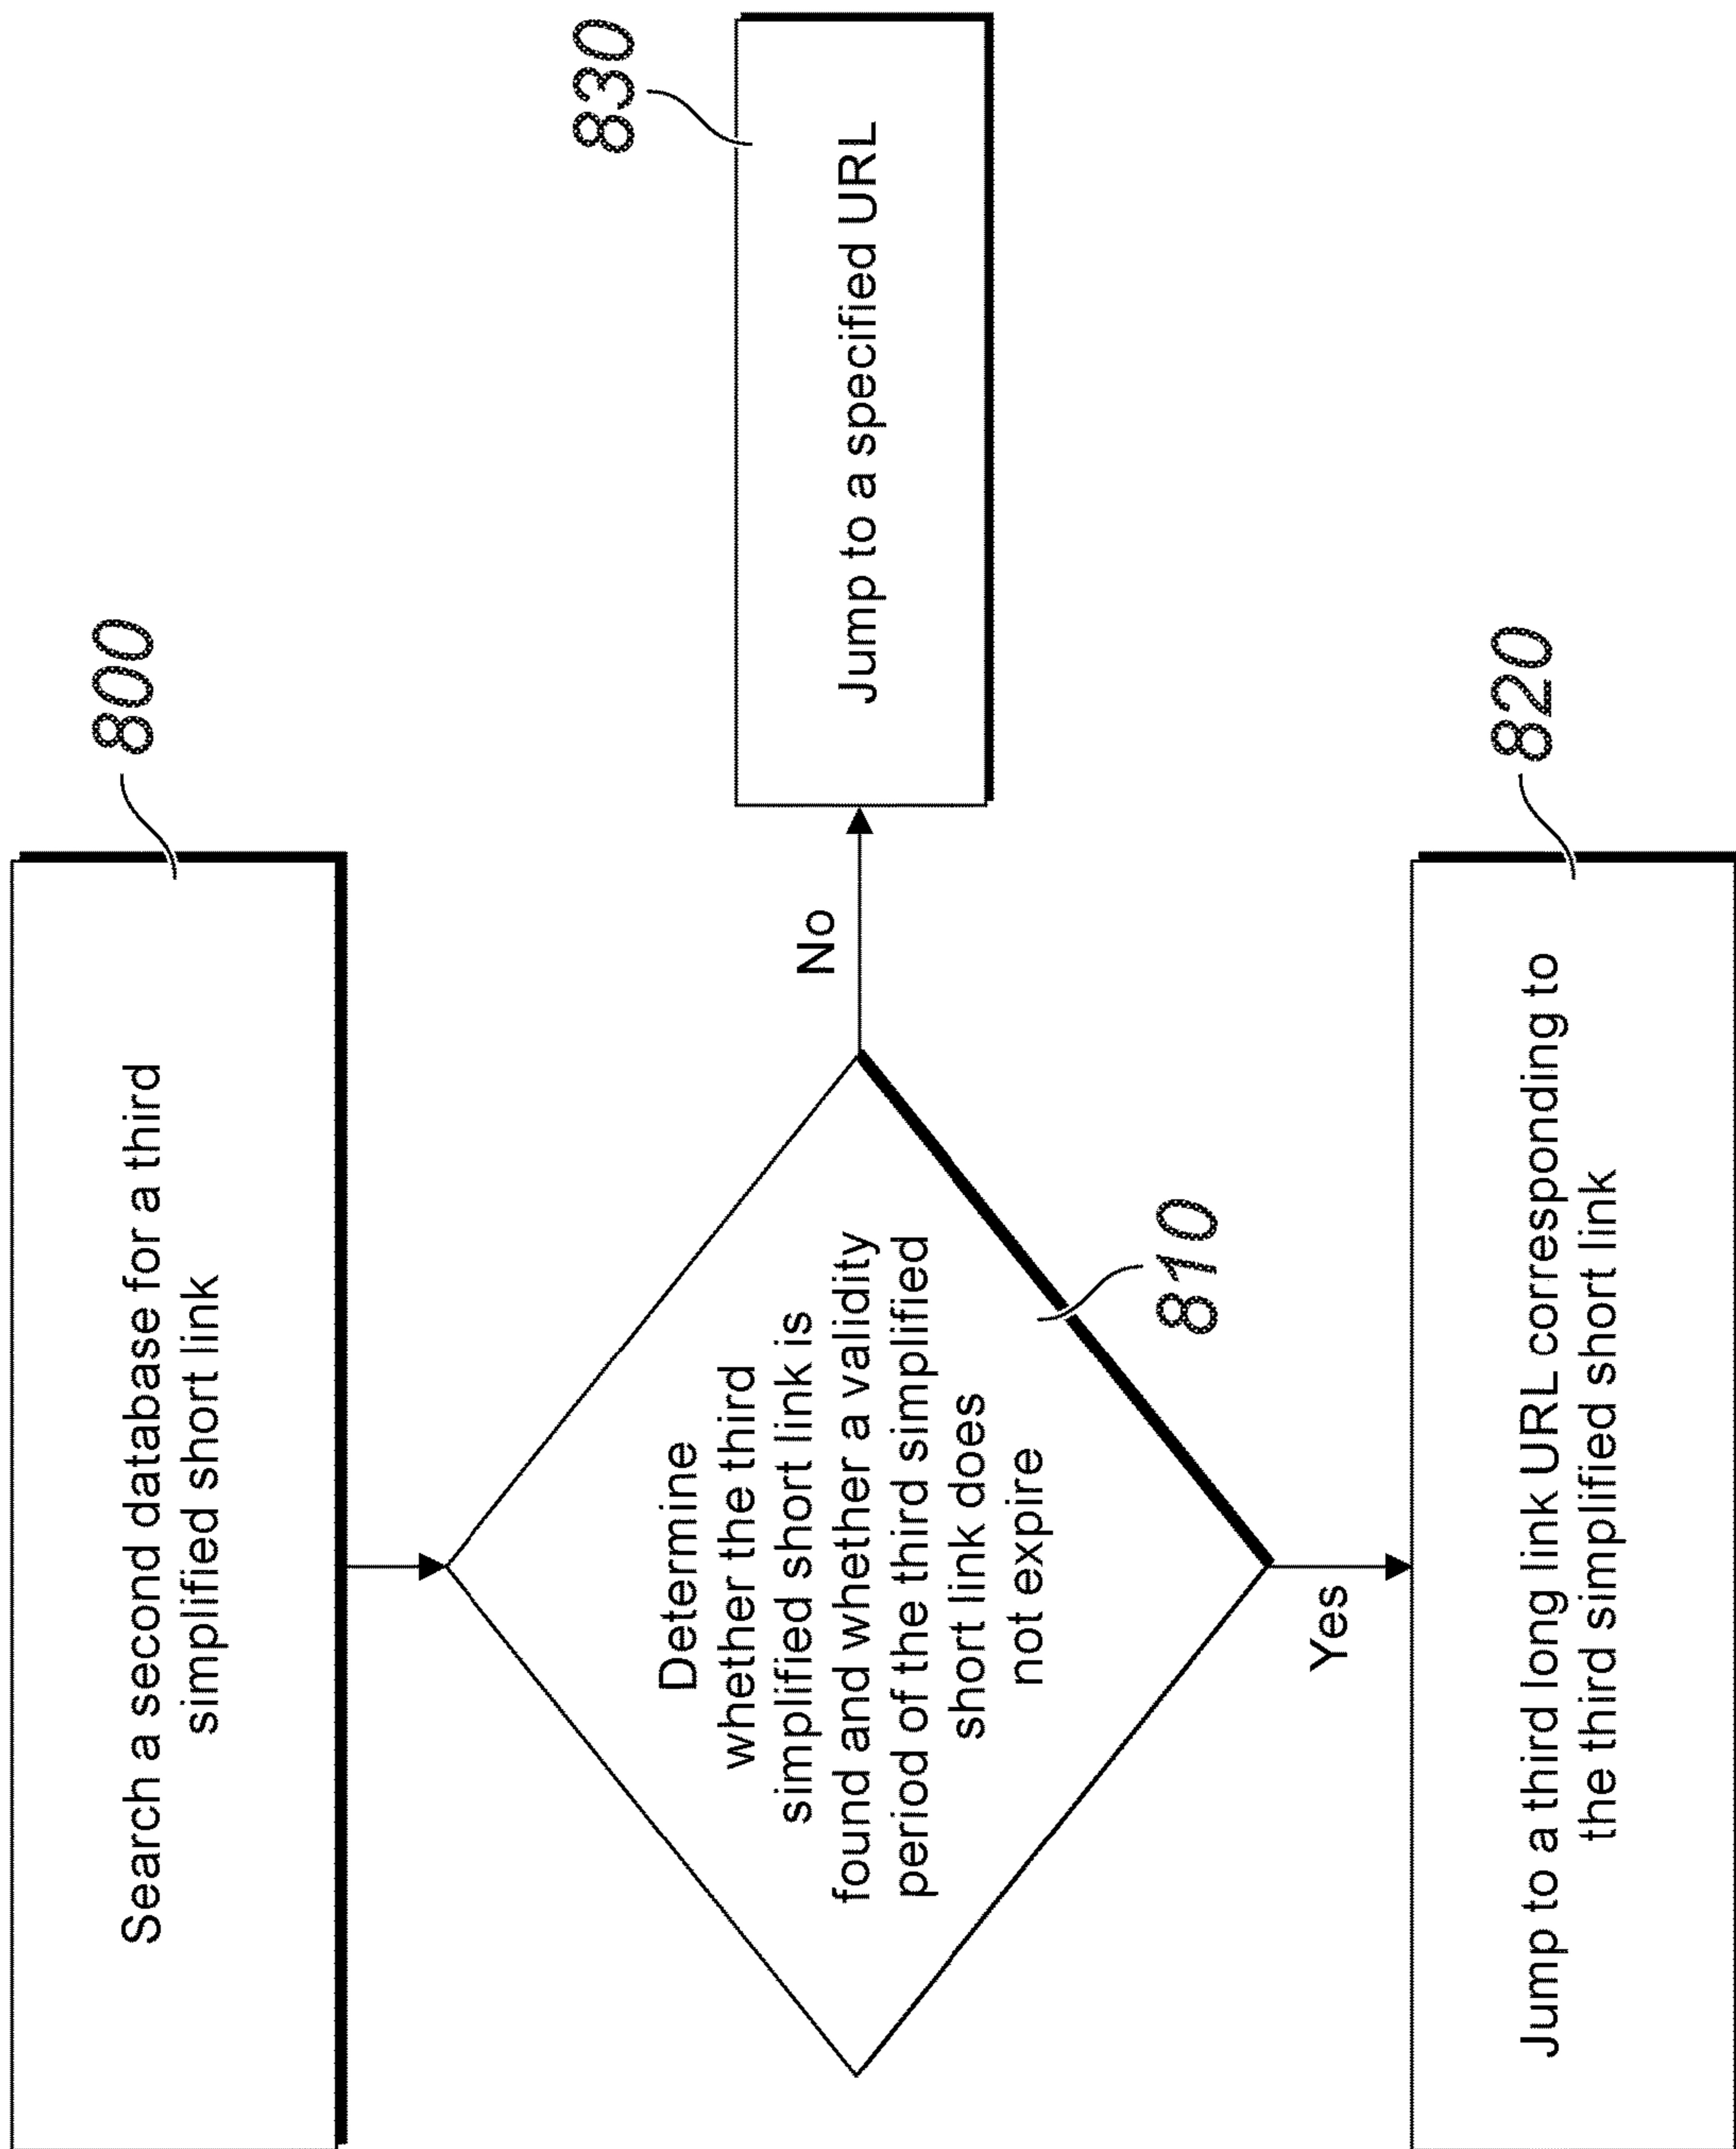 800
Search a second database for a third
simplified short link
Determine
whether the third
simplified short link is
found and whether a validity
period of the third simplified
short link does
not expire
810
No
830
Jump to a specified URL
Yes
820
Jump to a third long link URL corresponding to
the third simplified short link